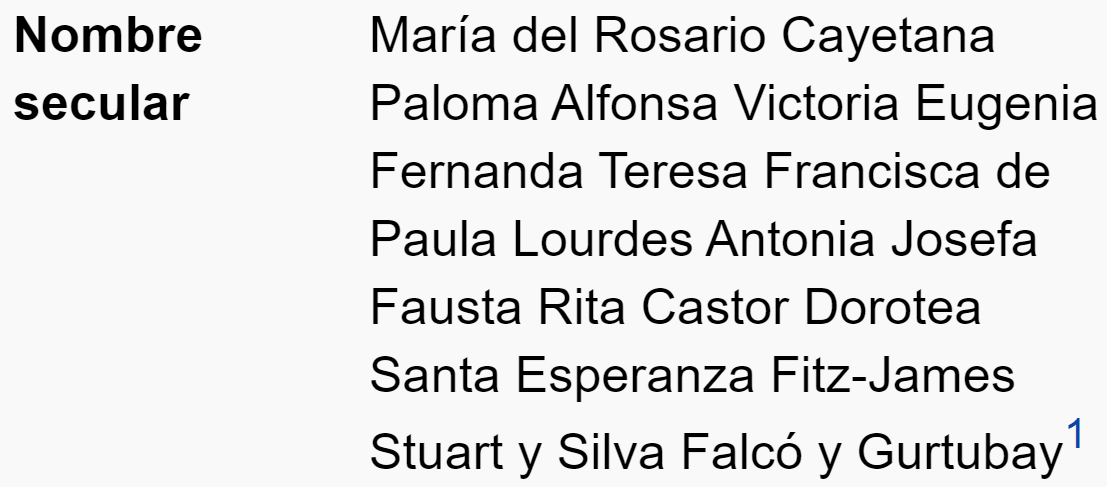 Nombre secular
María del Rosario Cayetana
Paloma Alfonsa Victoria Eugenia
Fernanda Teresa Francisca de
Paula Lourdes Antonia Josefa
Fausta Rita Castor Dorotea
Santa Esperanza Fitz-James
Stuart y Silva Falcó y Gurtubay1